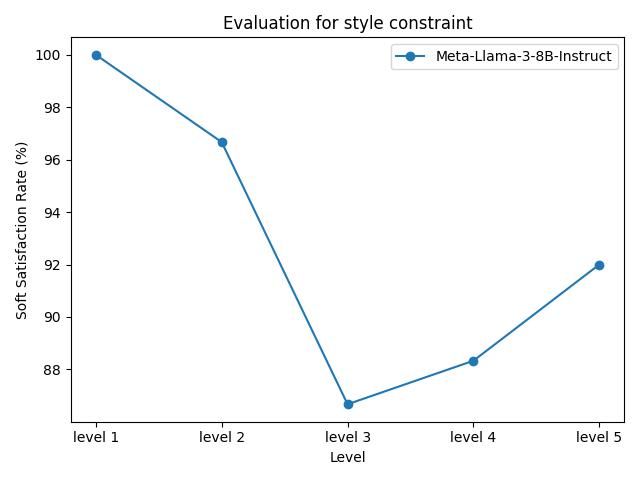 Evaluation for style constraint
Meta-Llama-3-8B-Instruct
Soft Satisfaction Rate (%)
100
98
96
94
92
90
88
level 1 level 2 level 3 level 4 level 5
Level